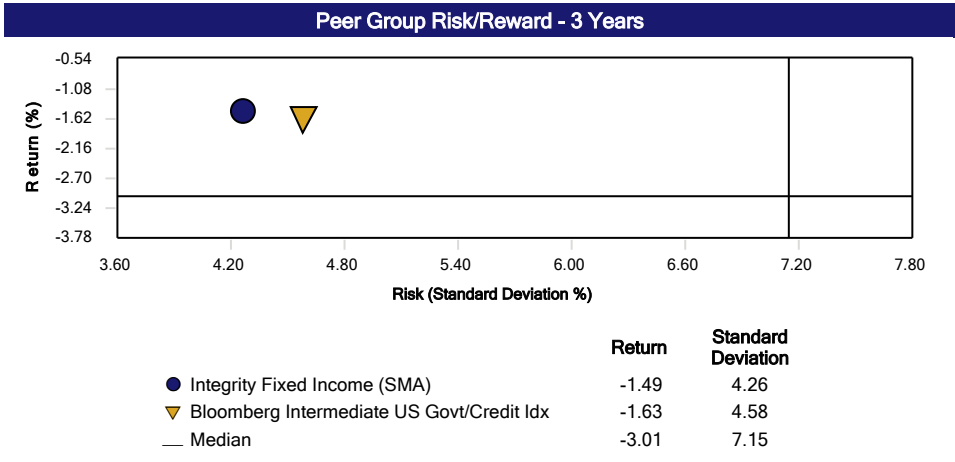 Peer Group Risk/Reward - 3 Years
Return (%)
-0.54
-1.08
-1.62
-2.16
-2.70
-3.24
-3.78
3.60 4.20 4.80 5.40 6.00 6.60 7.20 7.80
Risk (Standard Deviation %)
Return Standard Deviation
Integrity Fixed Income (SMA) -1.49 4.26
Bloomberg Intermediate US Govt/Credit Idx -1.63 4.58
Median -3.01 7.15